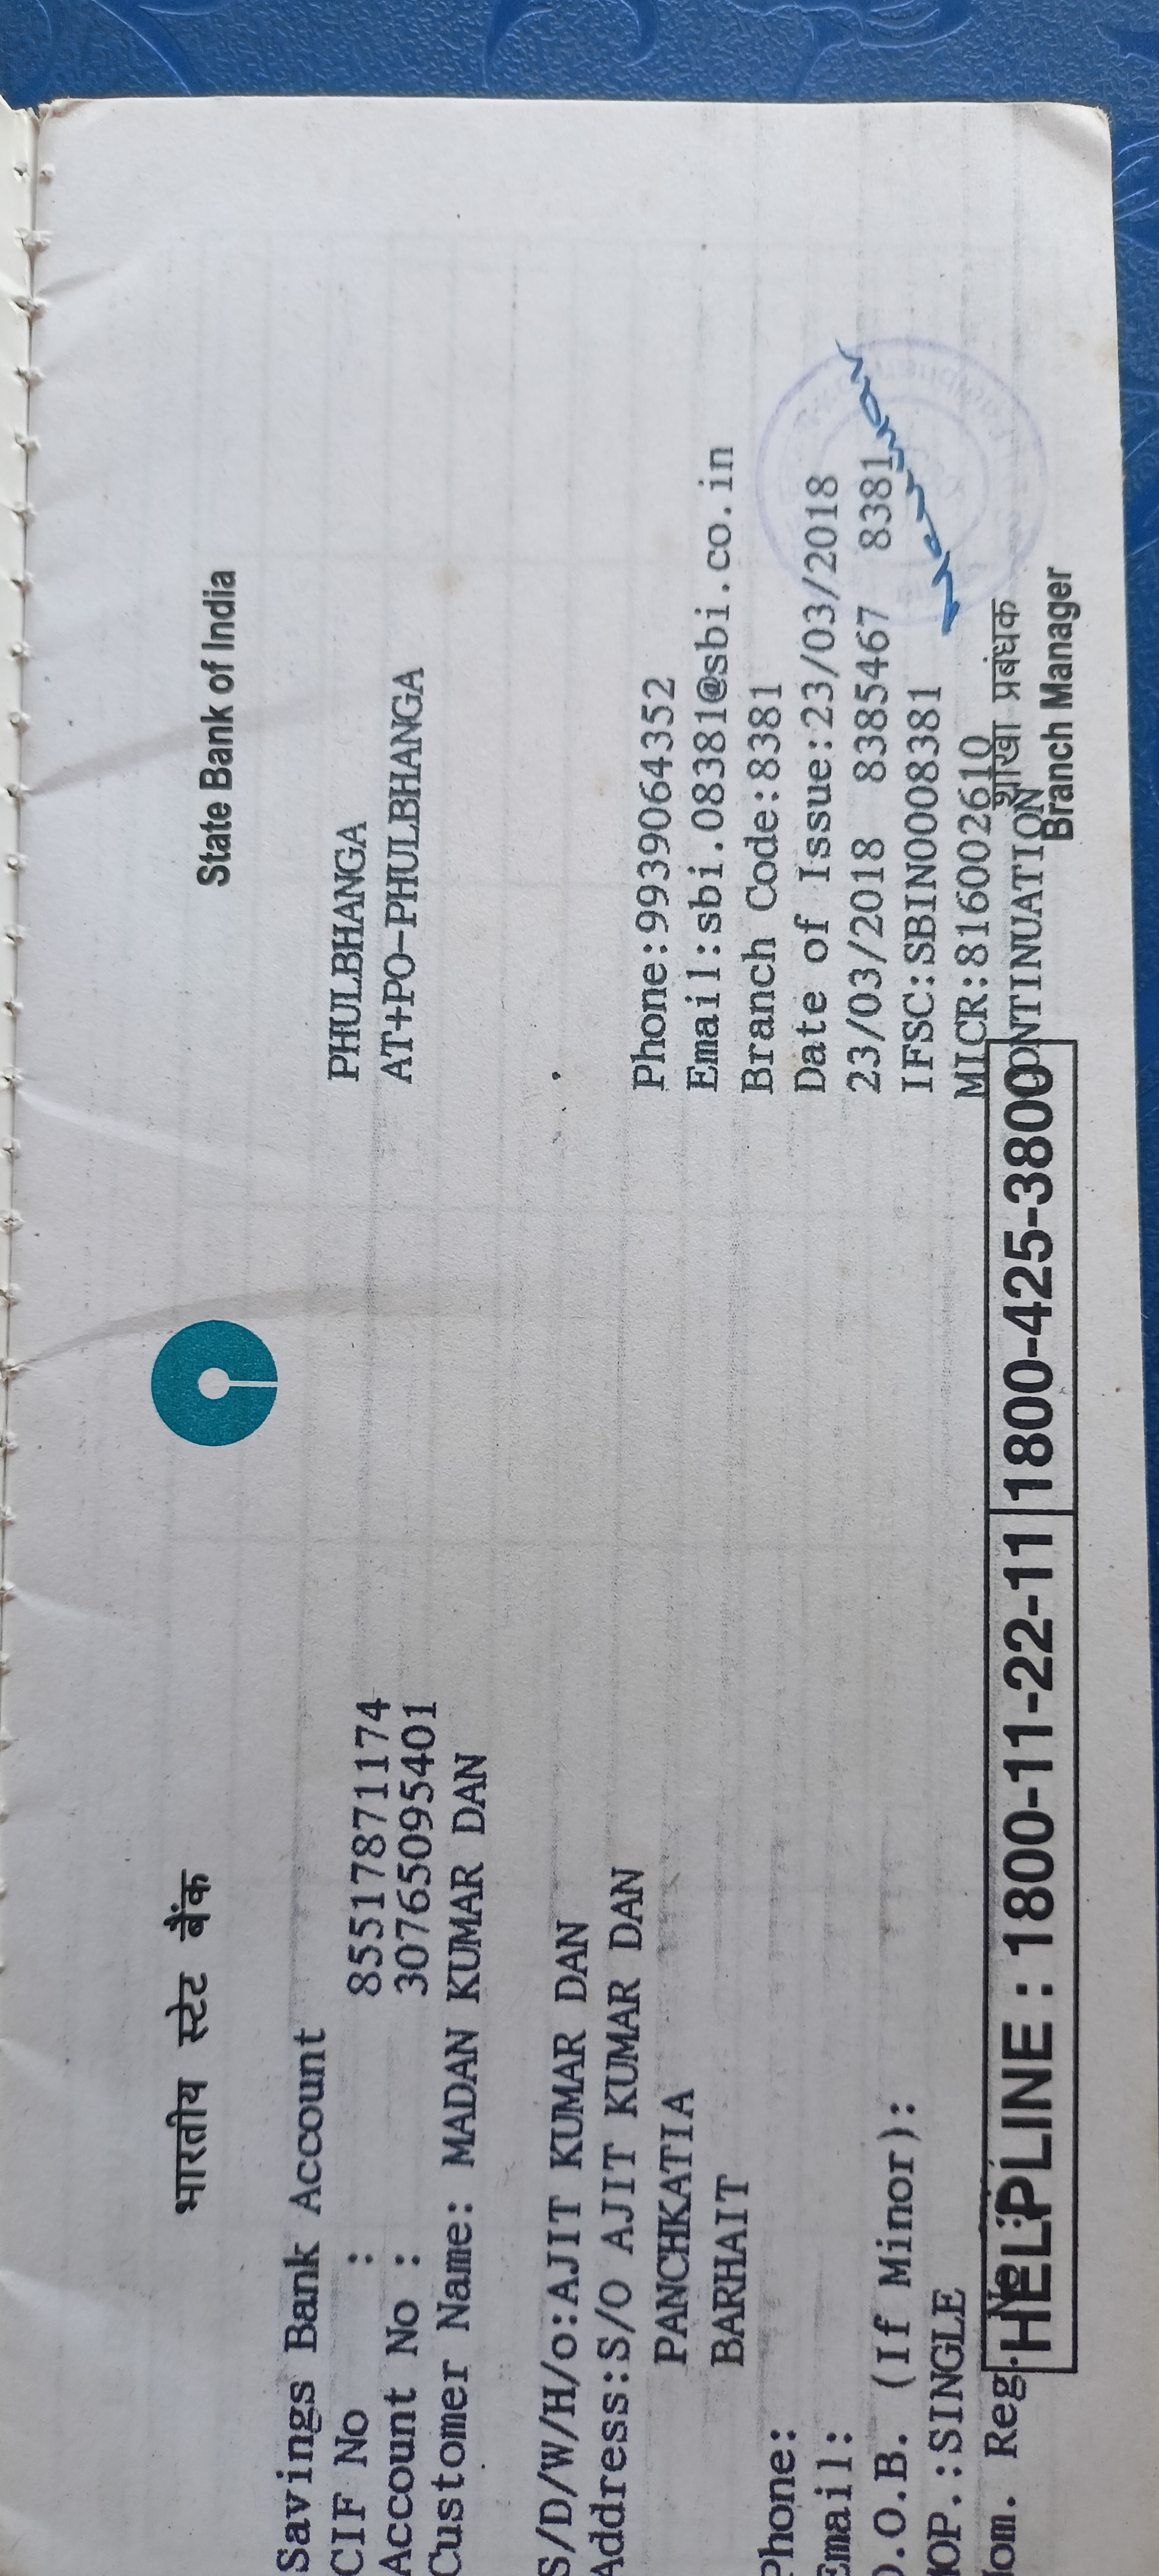 भारतीय स्टेट बैंक
State Bank of India
Savings Bank Account
CIF No : 85517871174
Account No : 30765095401
Customer Name: MADAN KUMAR DAN
S/D/W/H/o:AJIT KUMAR DAN
Address:S/O AJIT KUMAR DAN
PANCHKATIA
BARHAIT
Phone:
Email:
D.O.B. (If Minor):
MOP.:SINGLE
Nom. Reg. No
PHULBHANGA
AT+PO-PHULBHANGA
Phone:9939064352
Email:sbi.08381@sbi.co.in
Branch Code:8381
Date of Issue:23/03/2018
23/03/2018 8385467 8381
IFSC:SBIN0008381
MICR:816002610
CONTINUATION
शाखा प्रबंधक
Branch Manager
HELPLINE : 1800-11-22-11 1800-425-3800